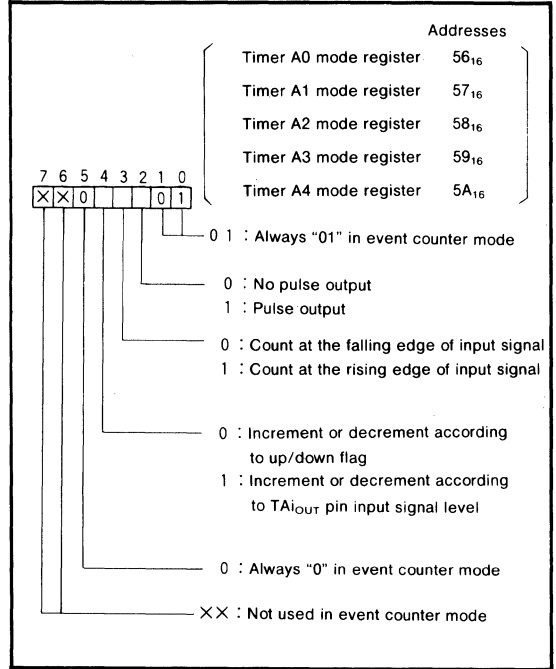 Addresses
Timer A0 mode register 56₁₆
Timer A1 mode register 57₁₆
Timer A2 mode register 58₁₆
Timer A3 mode register 59₁₆
Timer A4 mode register 5A₁₆
7 6 5 4 3 2 1 0
× × 0 0 1
0 1 : Always “01” in event counter mode
0 : No pulse output
1 : Pulse output
0 : Count at the falling edge of input signal
1 : Count at the rising edge of input signal
0 : Increment or decrement according
to up/down flag
1 : Increment or decrement according
to TAiOUT pin input signal level
0 : Always “0” in event counter mode
×× : Not used in event counter mode